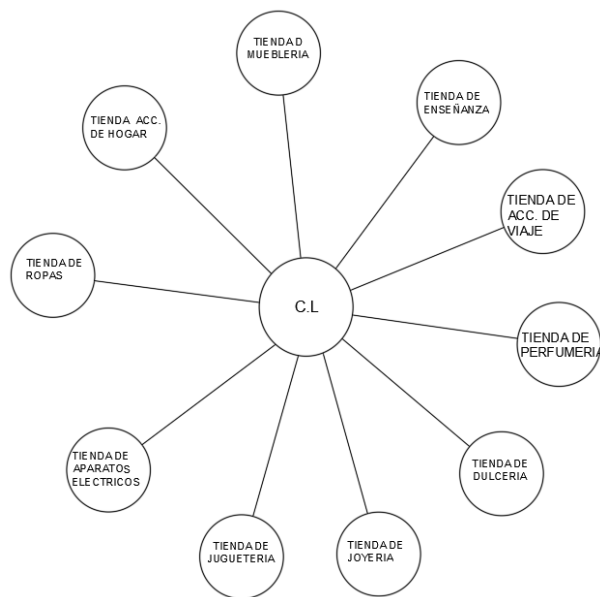 TIENDA D
MUEBLERIA
TIENDA DE
ENSEÑANZA
TIENDA ACC.
DE HOGAR
TIENDA DE
ACC. DE
VIAJE
TIENDA DE
ROPAS
C.L
TIENDA DE
PERFUMERIA
TIENDA DE
APARATOS
ELECTRICOS
TIENDA DE
DULCERIA
TIENDA DE
JUGUETERIA
TIENDA DE
JOYERIA